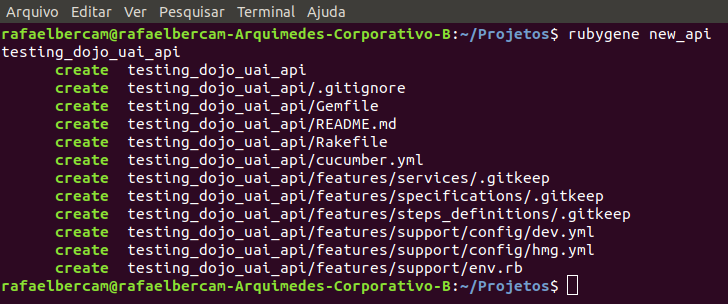 Arquivo Editar Ver Pesquisar Terminal Ajuda
rafaelbercam@rafaelbercam-Arquimedes-Corporativo-B:~/Projetos$ rubygene new_api
testing_dojo_uai_api
create testing_dojo_uai_api
create testing_dojo_uai_api/.gitignore
create testing_dojo_uai_api/Gemfile
create testing_dojo_uai_api/README.md
create testing_dojo_uai_api/Rakefile
create testing_dojo_uai_api/cucumber.yml
create testing_dojo_uai_api/features/services/.gitkeep
create testing_dojo_uai_api/features/specifications/.gitkeep
create testing_dojo_uai_api/features/steps_definitions/.gitkeep
create testing_dojo_uai_api/features/support/config/dev.yml
create testing_dojo_uai_api/features/support/config/hmg.yml
create testing_dojo_uai_api/features/support/env.rb
rafaelbercam@rafaelbercam-Arquimedes-Corporativo-B:~/Projetos$